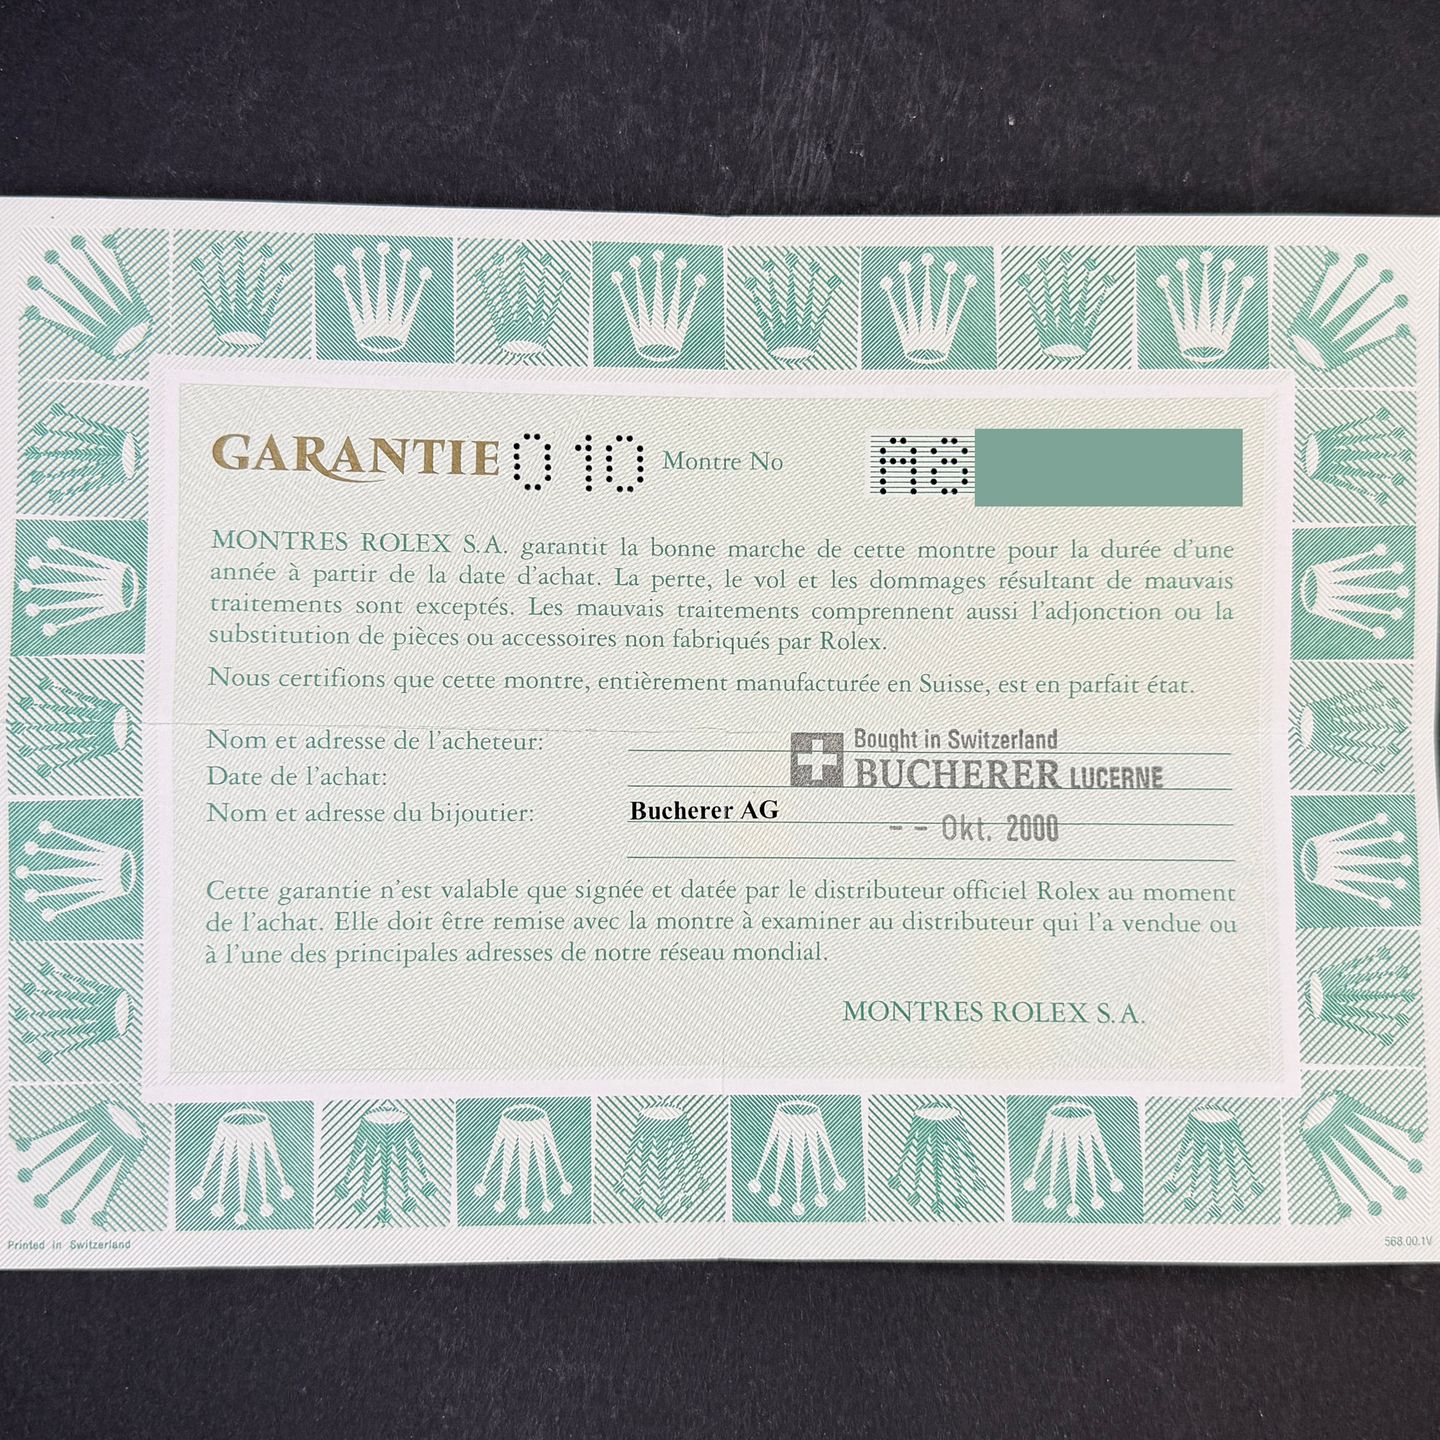 GARANTIE 010 Montre No A8
MONTRES ROLEX S.A. garantit la bonne marche de cette montre pour la durée d'une
année à partir de la date d'achat. La perte, le vol et les dommages résultant de mauvais
traitements sont exceptés. Les mauvais traitements comprennent aussi l'adjonction ou la
substitution de pièces ou accessoires non fabriqués par Rolex.
Nous certifions que cette montre, entièrement manufacturée en Suisse, est en parfait état.
Nom et adresse de l'acheteur:
Bought in Switzerland
Date de l'achat:
BUCHERER LUCERNE
Nom et adresse du bijoutier: Bucherer AG
-- Okt. 2000
Cette garantie n'est valable que signée et datée par le distributeur officiel Rolex au moment
de l'achat. Elle doit être remise avec la montre à examiner au distributeur qui l'a vendue ou
à l'une des principales adresses de notre réseau mondial.
MONTRES ROLEX S.A.
Printed in Switzerland
568.00.1V